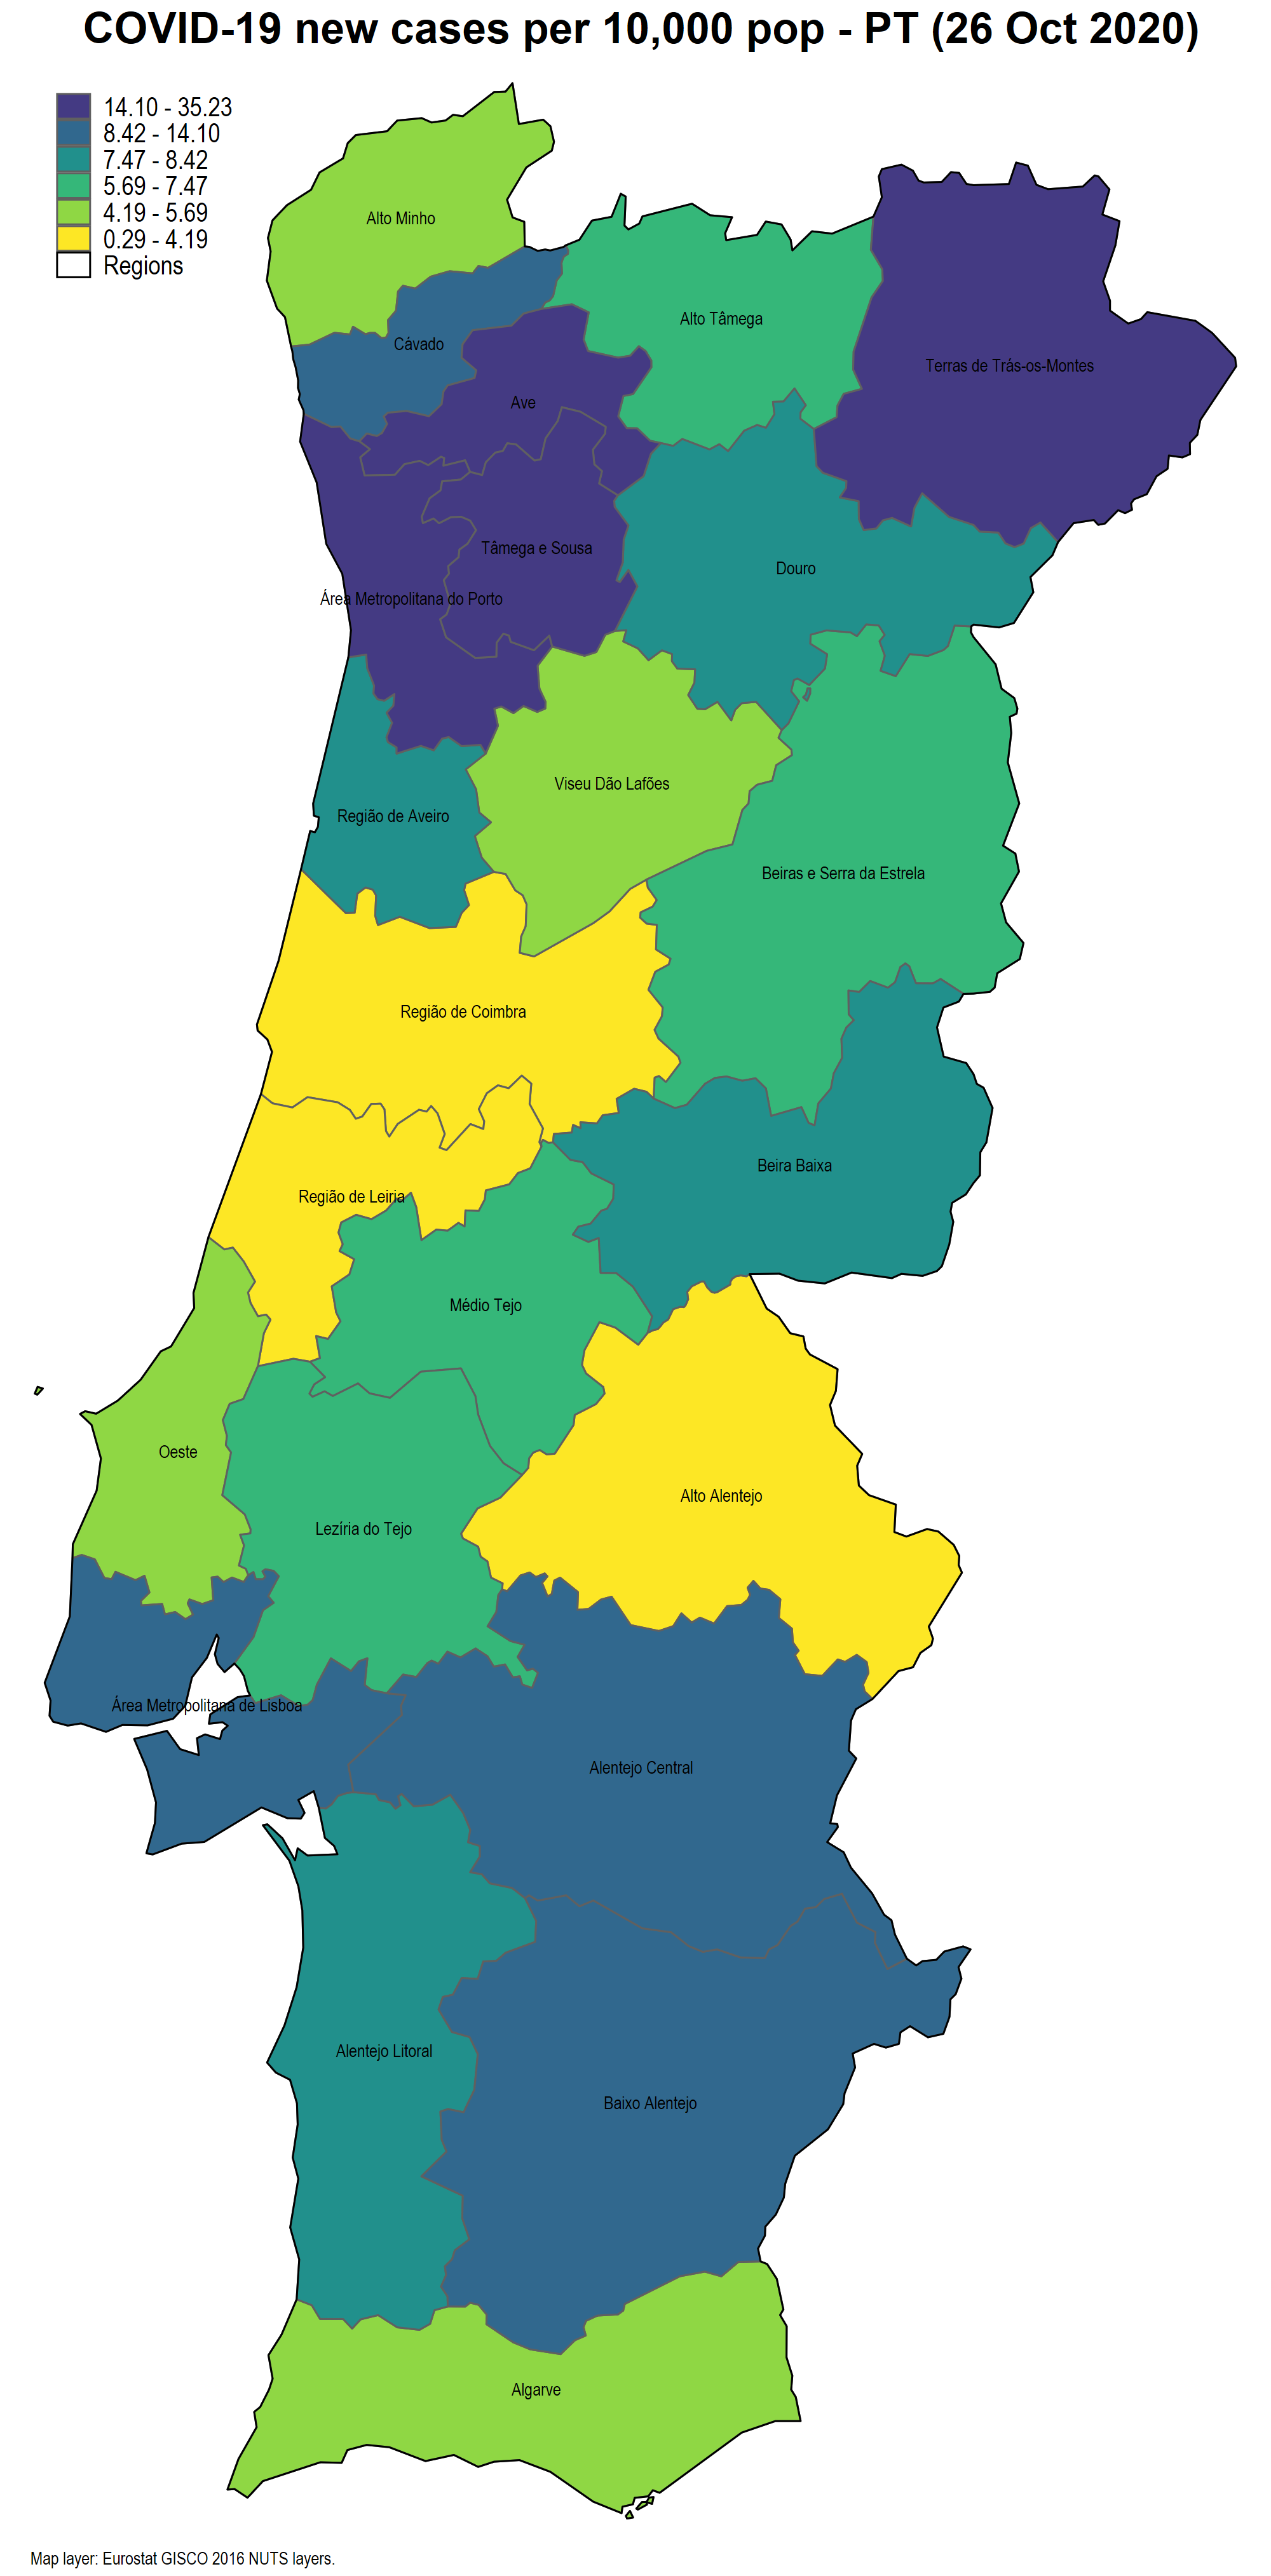 COVID-19 new cases per 10,000 pop - PT (26 Oct 2020)
14.10 - 35.23
8.42 - 14.10
7.47 - 8.42
5.69 - 7.47
4.19 - 5.69
0.29 - 4.19
Regions
Alto Minho
Alto Tâmega
Cávado
Terras de Trás-os-Montes
Ave
Tâmega e Sousa
Douro
Área Metropolitana do Porto
Viseu Dão Lafões
Região de Aveiro
Beiras e Serra da Estrela
Região de Coimbra
Beira Baixa
Região de Leiria
Médio Tejo
Oeste
Alto Alentejo
Lezíria do Tejo
Área Metropolitana de Lisboa
Alentejo Central
Alentejo Litoral
Baixo Alentejo
Algarve
Map layer: Eurostat GISCO 2016 NUTS layers.